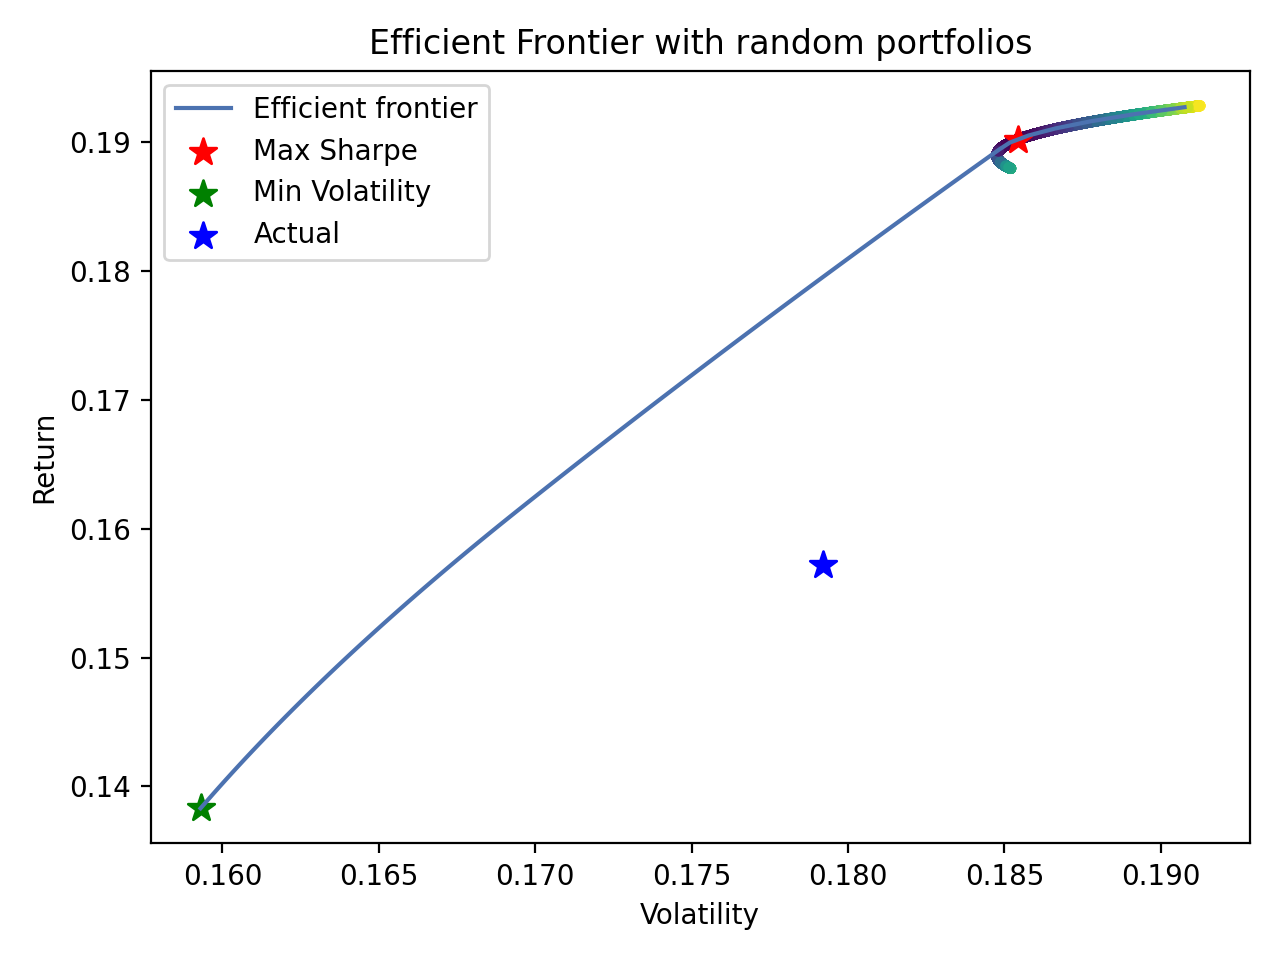 Efficient Frontier with random portfolios
Efficient frontier
Max Sharpe
Min Volatility
Actual
0.19
0.18
0.17
0.16
0.15
0.14
Return
0.160 0.165 0.170 0.175 0.180 0.185 0.190
Volatility